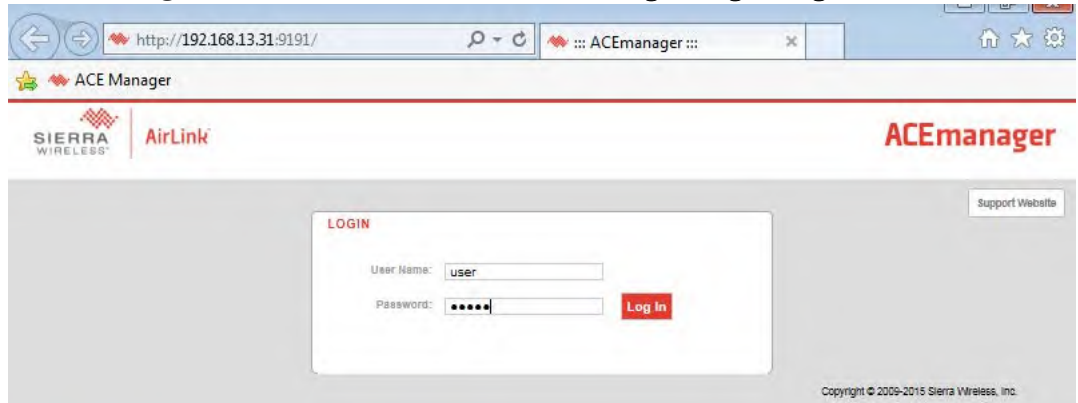 http://192.168.13.31:9191/
::: ACEmanager :::
ACE Manager
SIERRA
WIRELESS
AirLink
ACEmanager
Support Website
LOGIN
User Name: user
Password: •••••
Log In
Copyright © 2009-2015 Sierra Wireless, Inc.